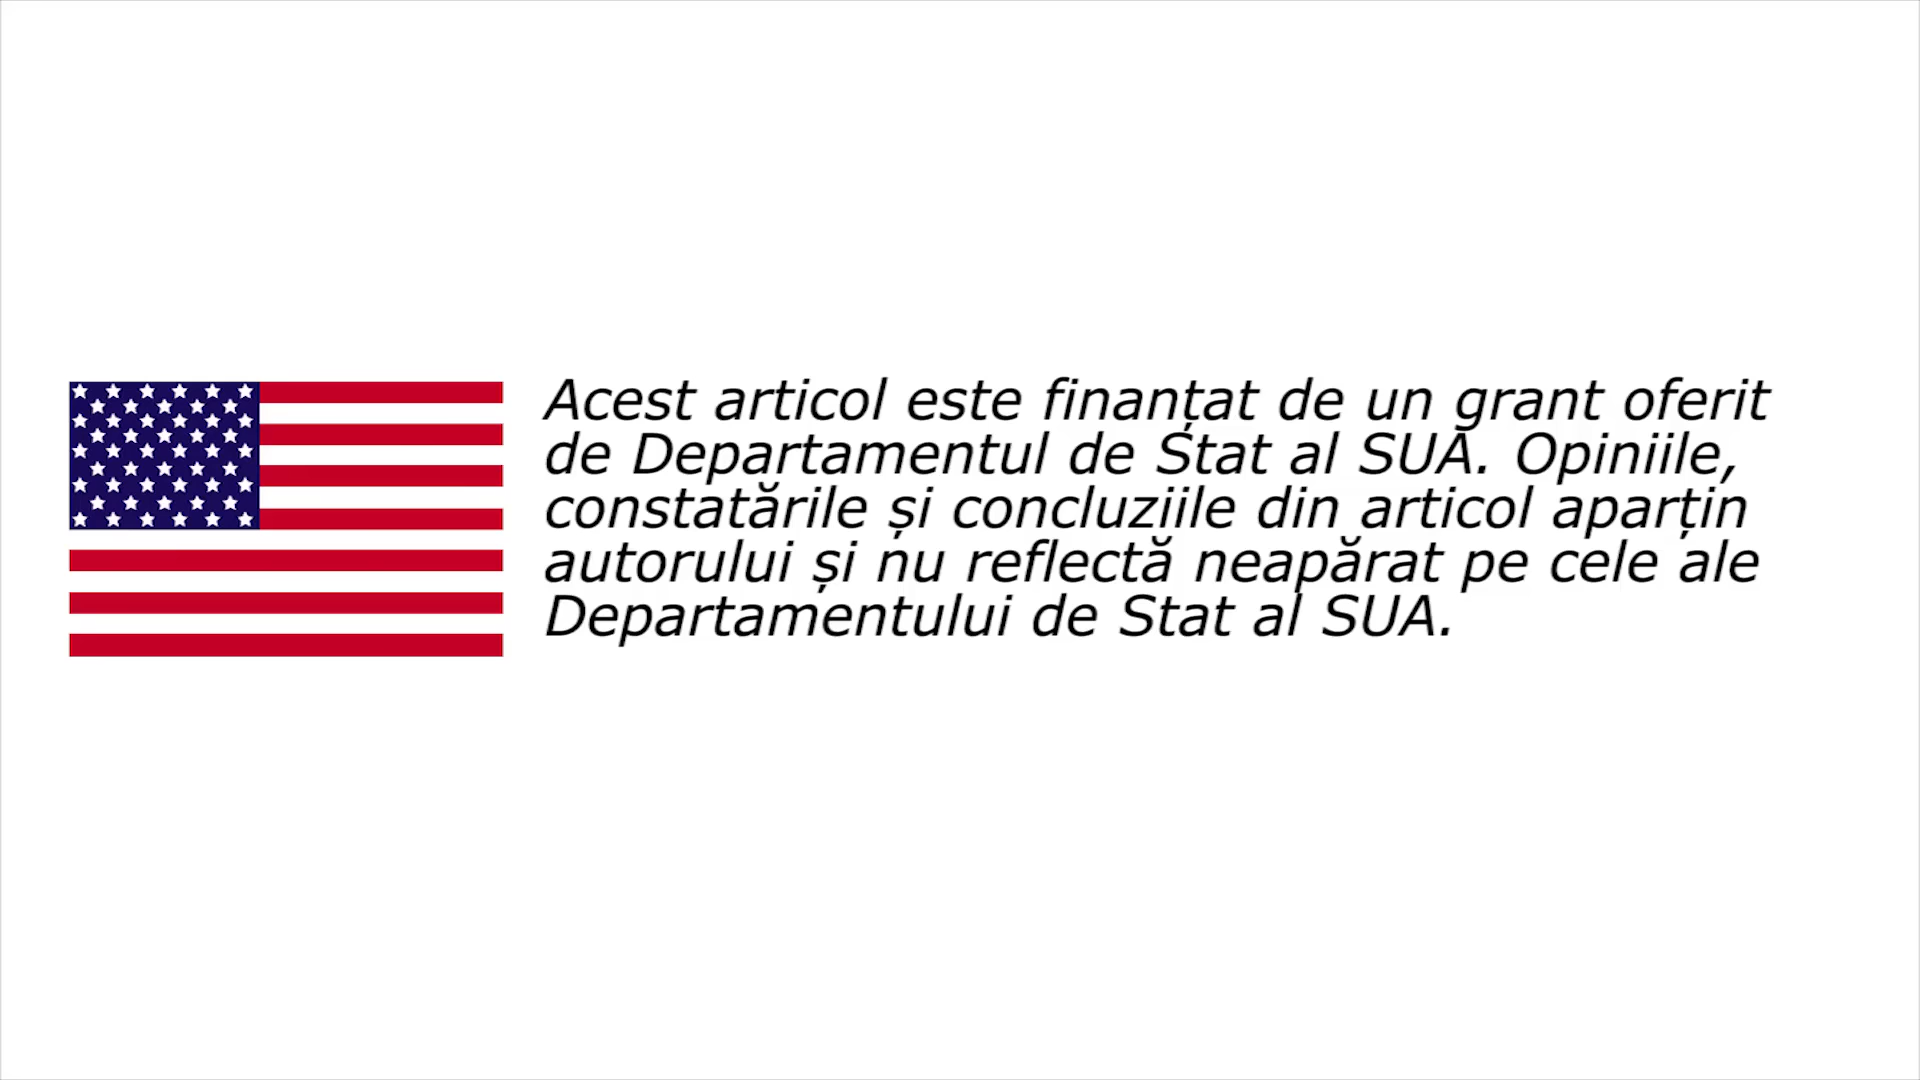 Acest articol este finanțat de un grant oferit
de Departamentul de Stat al SUA. Opiniile,
constatările și concluziile din articol aparțin
autorului și nu reflectă neapărat pe cele ale
Departamentului de Stat al SUA.